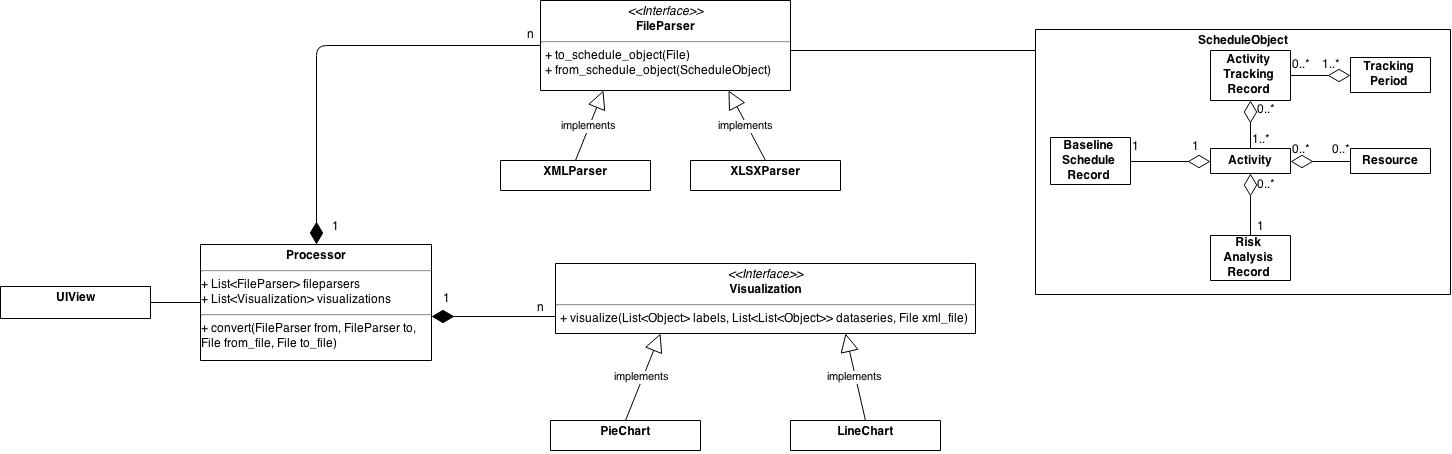 <<Interface>>
FileParser
+ to_schedule_object(File)
+ from_schedule_object(ScheduleObject)
n
implements
implements
XMLParser
XLSXParser
1
Processor
+ List<FileParser> fileparsers
+ List<Visualization> visualizations
+ convert(FileParser from, FileParser to,
File from_file, File to_file)
UIView
1
n
<<Interface>>
Visualization
+ visualize(List<Object> labels, List<List<Object>> dataseries, File xml_file)
implements
implements
PieChart
LineChart
ScheduleObject
Activity
Tracking
Record
0..*
1..*
Tracking
Period
0..*
1..*
Baseline
Schedule
Record
1
1
Activity
0..*
0..*
Resource
0..*
1
Risk
Analysis
Record